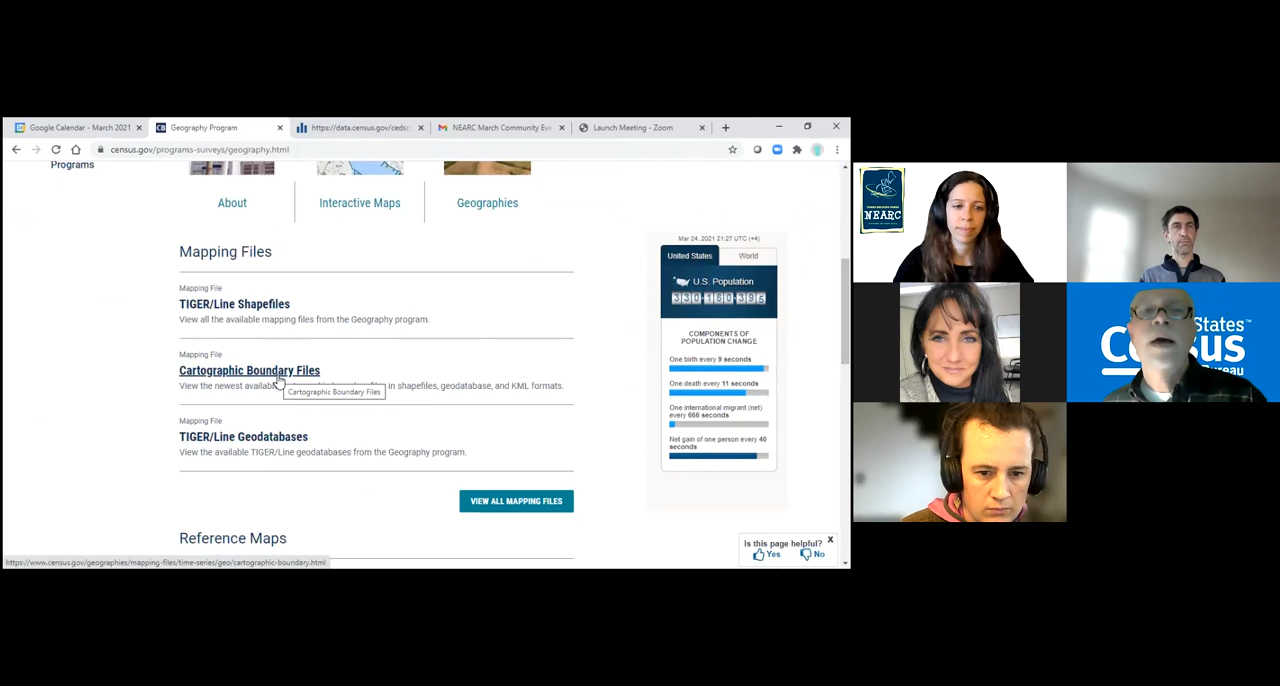 Google Calendar - March 2021
Geography Program
https://data.census.gov/cedsc
NEARC March Community Eve
Launch Meeting - Zoom
census.gov/programs-surveys/geography.html
Programs
About
Interactive Maps
Geographies
Mapping Files
Mapping File
TIGER/Line Shapefiles
View all the available mapping files from the Geography program.
Mapping File
Cartographic Boundary Files
View the newest availab
in shapefiles, geodatabase, and KML formats.
Cartographic Boundary Files
Mapping File
TIGER/Line Geodatabases
View the available TIGER/Line geodatabases from the Geography program.
VIEW ALL MAPPING FILES
Reference Maps
https://www.census.gov/geographies/mapping-files/time-series/geo/cartographic-boundary.html
Mar 24, 2021 21:27 UTC (+4)
United States
World
U.S. Population
COMPONENTS OF
POPULATION CHANGE
One birth every 9 seconds
One death every 11 seconds
One international migrant (net)
every 666 seconds
Net gain of one person every 40
seconds
Is this page helpful?
X
Yes
No
NEARC
States
C
sus
Bureau